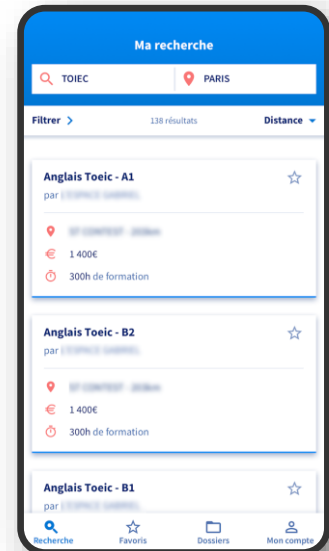 Ma recherche
TOIEC PARIS
Filtrer 138 résultats Distance
Anglais Toeic - A1
par
1 400€
300h de formation
Anglais Toeic - B2
par
1 400€
300h de formation
Anglais Toeic - B1
par
Recherche Favoris Dossiers Mon compte